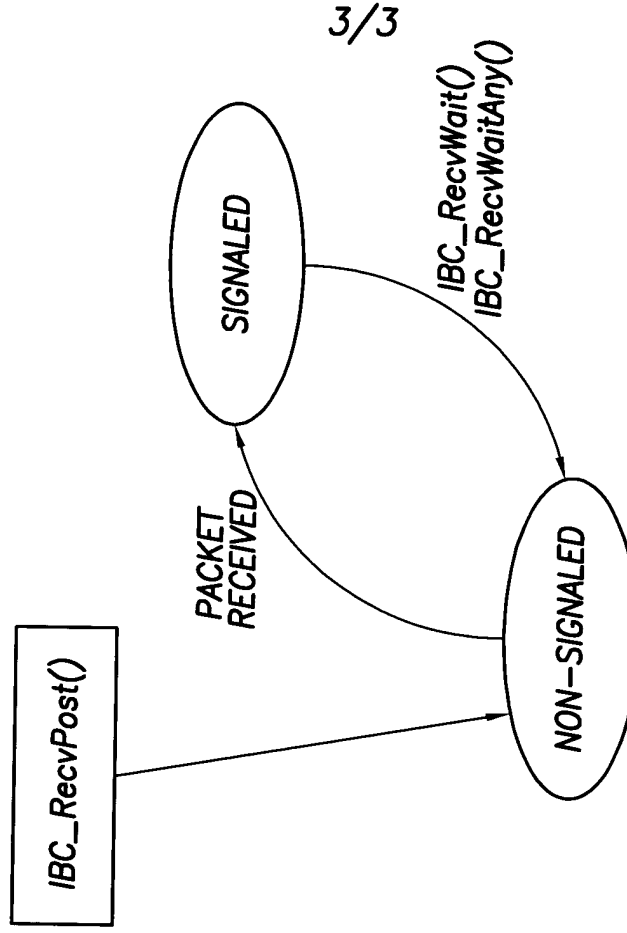 3/3
IBC_RecvPost()
PACKET
RECEIVED
SIGNALED
NON-SIGNALED
IBC_RecvWait()
IBC_RecvWaitAny()